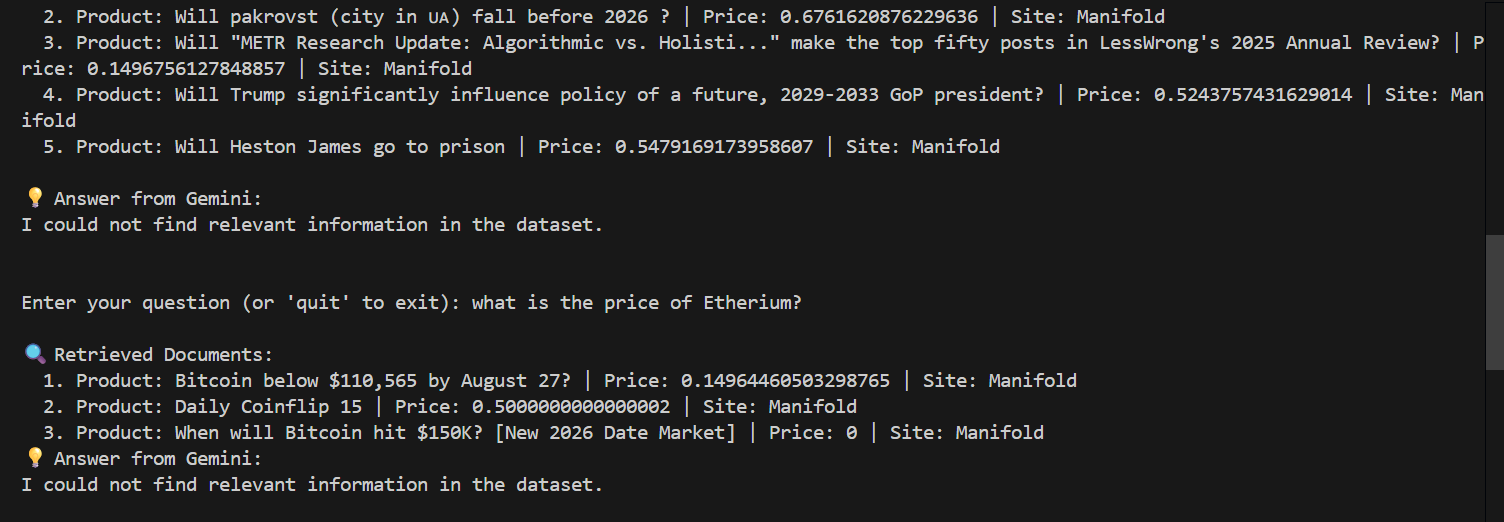 2. Product: Will pakrovst (city in UA) fall before 2026 ? | Price: 0.6761620876229636 | Site: Manifold
3. Product: Will "METR Research Update: Algorithmic vs. Holisti..." make the top fifty posts in LessWrong's 2025 Annual Review? | P
rice: 0.1496756127848857 | Site: Manifold
4. Product: Will Trump significantly influence policy of a future, 2029-2033 GoP president? | Price: 0.5243757431629014 | Site: Man
ifold
5. Product: Will Heston James go to prison | Price: 0.5479169173958607 | Site: Manifold
💡 Answer from Gemini:
I could not find relevant information in the dataset.
Enter your question (or 'quit' to exit): what is the price of Etherium?
🔍 Retrieved Documents:
1. Product: Bitcoin below $110,565 by August 27? | Price: 0.14964460503298765 | Site: Manifold
2. Product: Daily Coinflip 15 | Price: 0.5000000000000002 | Site: Manifold
3. Product: When will Bitcoin hit $150K? [New 2026 Date Market] | Price: 0 | Site: Manifold
💡 Answer from Gemini:
I could not find relevant information in the dataset.